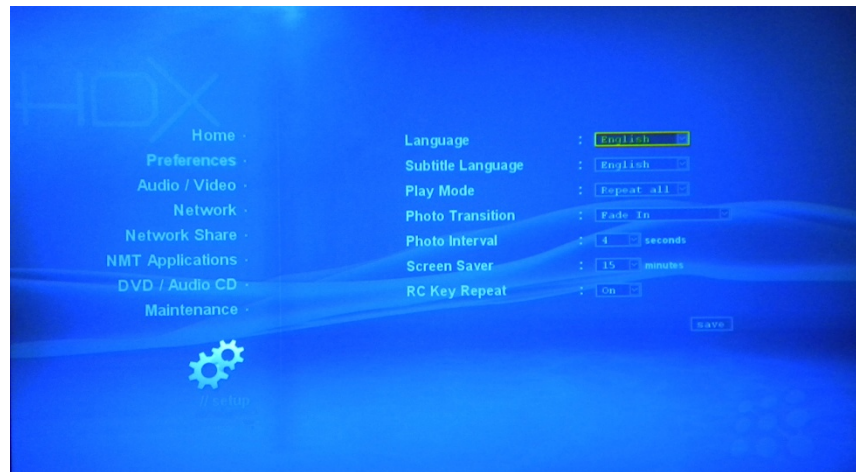 HDX
Home
Preferences
Audio / Video
Network
Network Share
NMT Applications
DVD / Audio CD
Maintenance
// setup
Language : English
Subtitle Language : English
Play Mode : Repeat all
Photo Transition : Fade In
Photo Interval : 4 seconds
Screen Saver : 15 minutes
RC Key Repeat : On
save